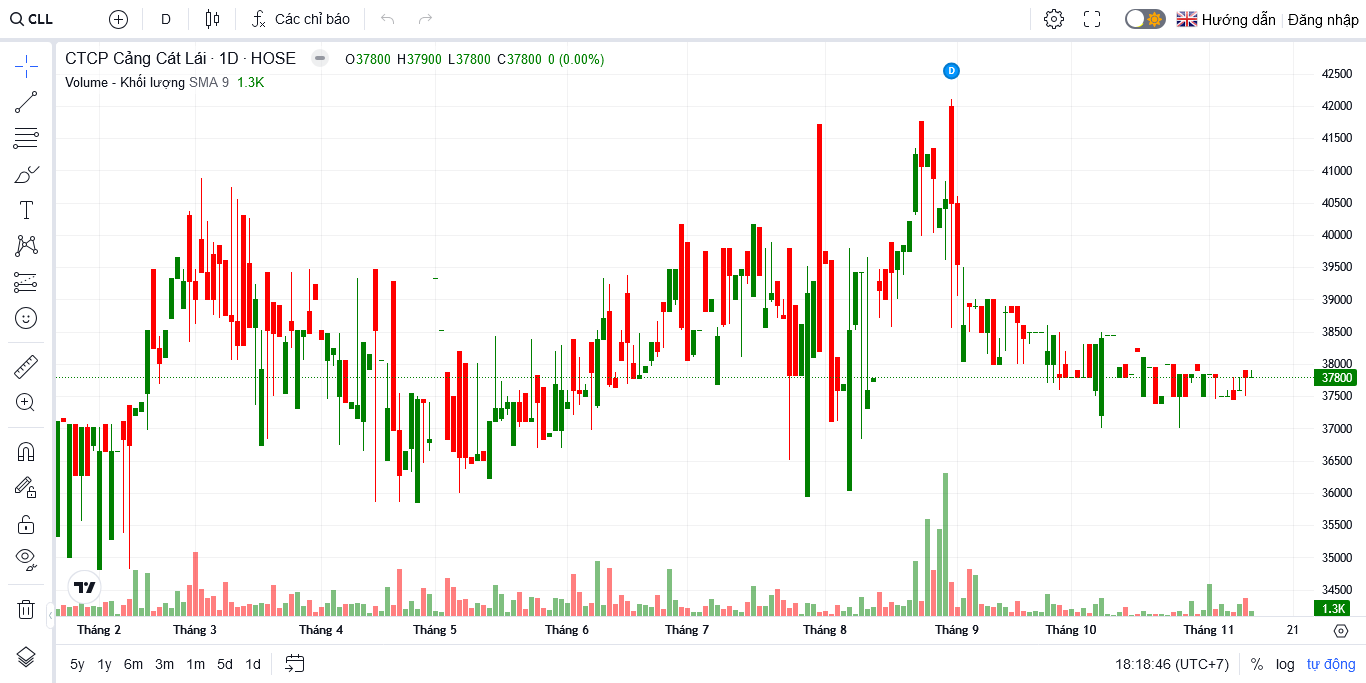 CLL D Các chỉ báo Hướng dẫn Đăng nhập
CTCP Cảng Cát Lái · 1D · HOSE O37800 H37900 L37800 C37800 0 (0.00%)
Volume - Khối lượng SMA 9 1.3K
D
42500
42000
41500
41000
40500
40000
39500
39000
38500
38000
37800
37500
37000
36500
36000
35500
35000
34500
1.3K
Tháng 2 Tháng 3 Tháng 4 Tháng 5 Tháng 6 Tháng 7 Tháng 8 Tháng 9 Tháng 10 Tháng 11 21
5y 1y 6m 3m 1m 5d 1d 18:18:46 (UTC+7) % log tự động